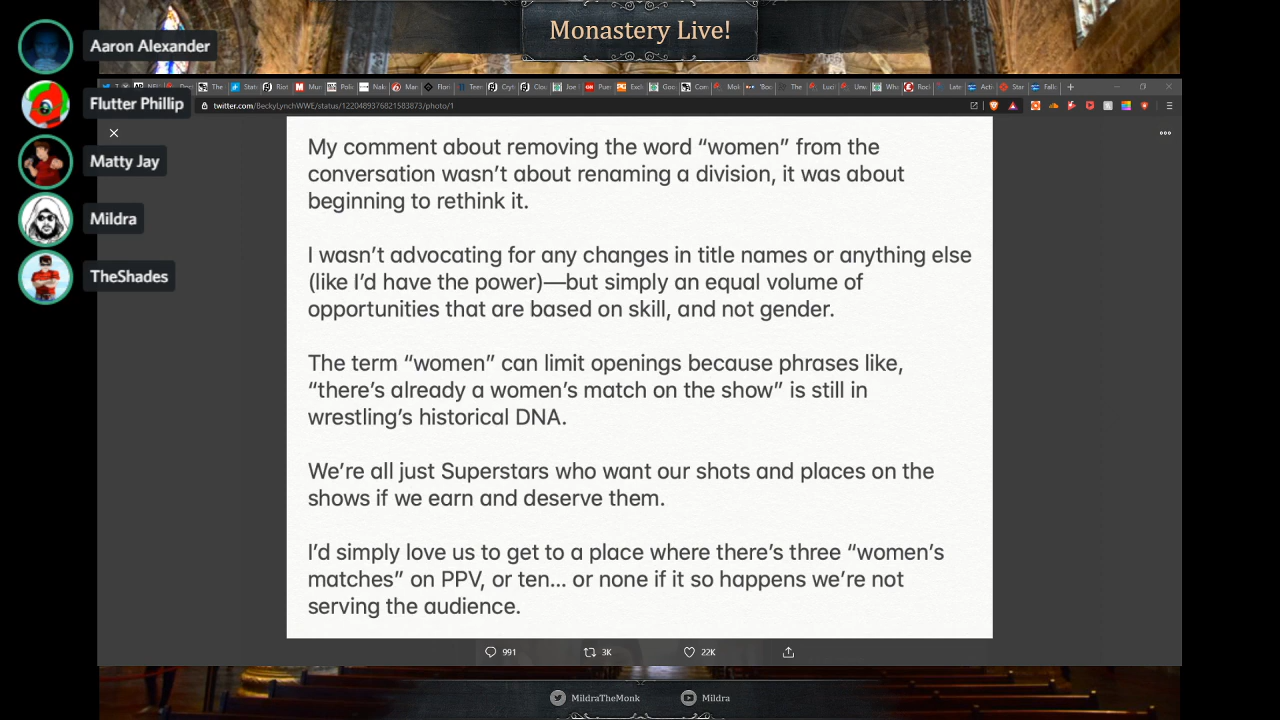 Monastery Live!
Aaron Alexander
Flutter Phillip
Matty Jay
Mildra
TheShades
twitter.com/BeckyLynchWWE/status/1220489376821583873/photo/1
My comment about removing the word “women” from the
conversation wasn’t about renaming a division, it was about
beginning to rethink it.
I wasn’t advocating for any changes in title names or anything else
(like I’d have the power)—but simply an equal volume of
opportunities that are based on skill, and not gender.
The term “women” can limit openings because phrases like,
“there’s already a women’s match on the show” is still in
wrestling’s historical DNA.
We’re all just Superstars who want our shots and places on the
shows if we earn and deserve them.
I’d simply love us to get to a place where there’s three “women’s
matches” on PPV, or ten... or none if it so happens we’re not
serving the audience.
991 3K 22K
MildraTheMonk Mildra